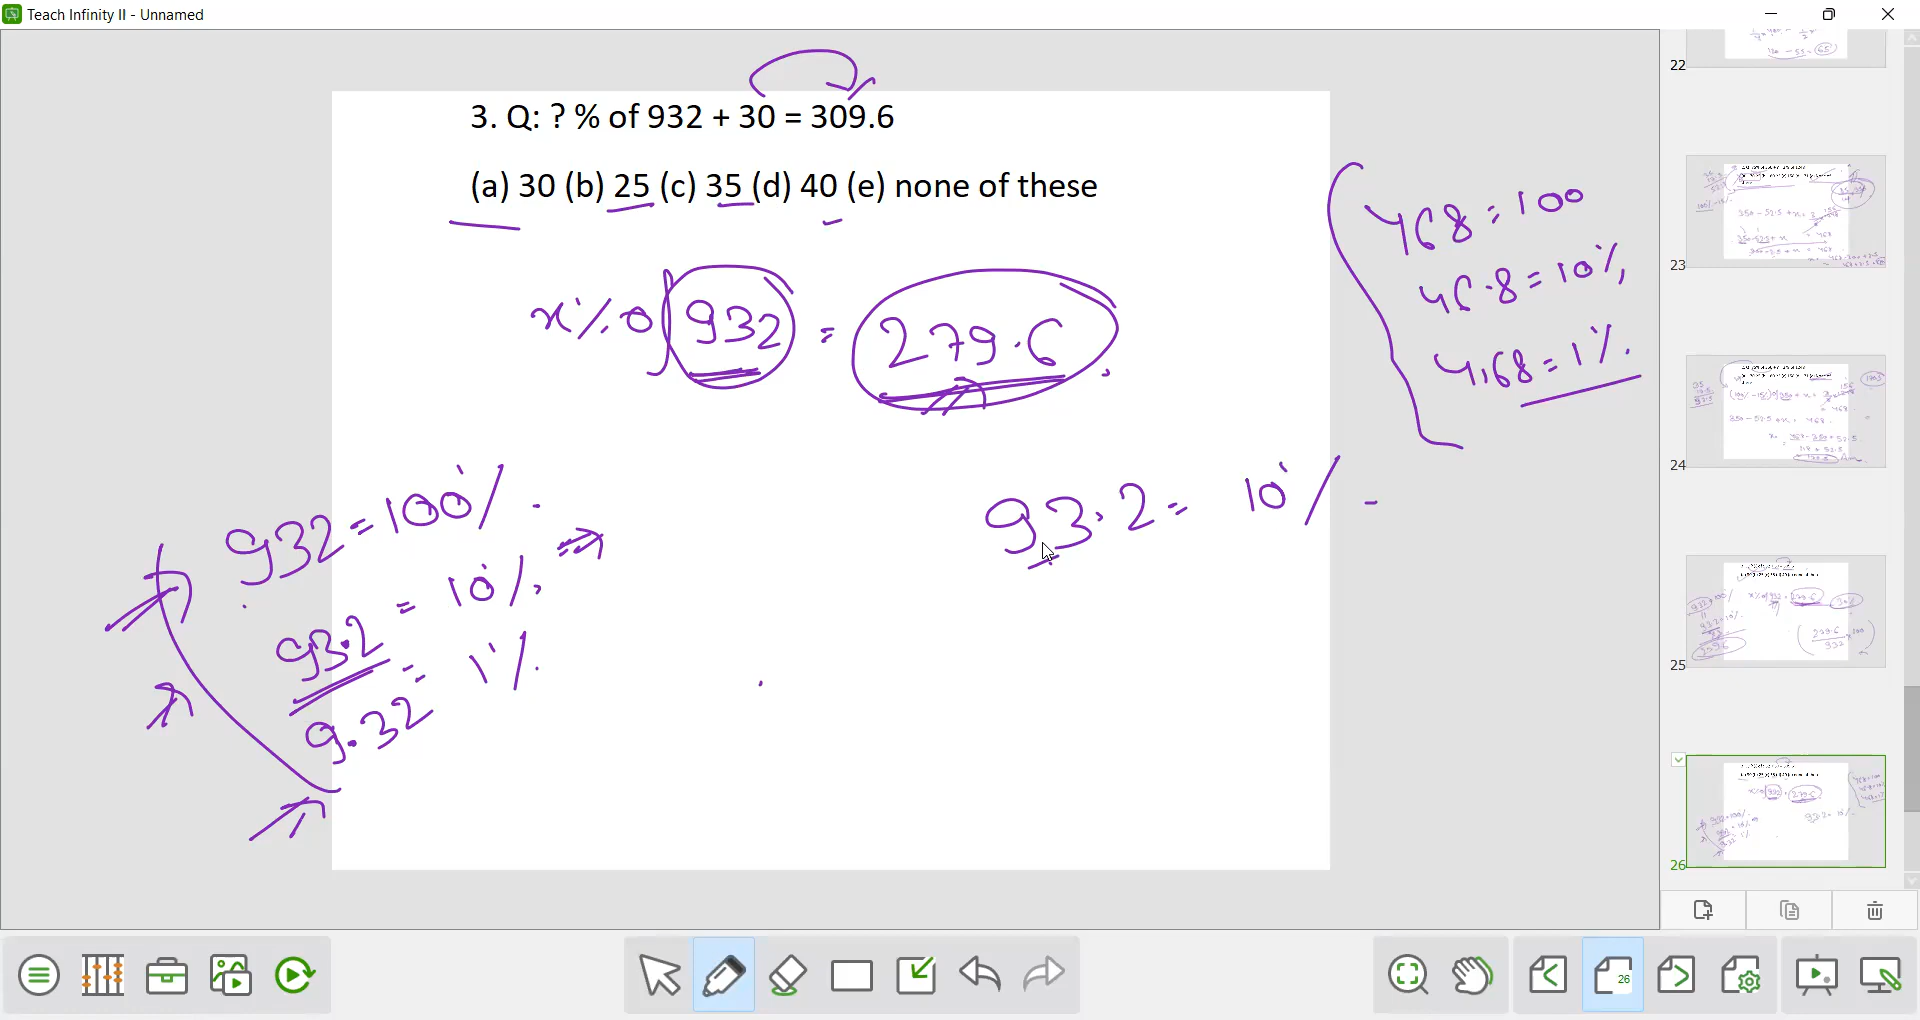 Teach Infinity II - Unnamed
3. Q: ? % of 932 + 30 = 309.6
(a) 30 (b) 25 (c) 35 (d) 40 (e) none of these
x% of 932 = 279.6
468 = 100
46.8 = 10%
4.68 = 1%
932 = 100%
93.2 = 10%
9.32 = 1%
93.2 = 10%
22
23
24
25
26
26